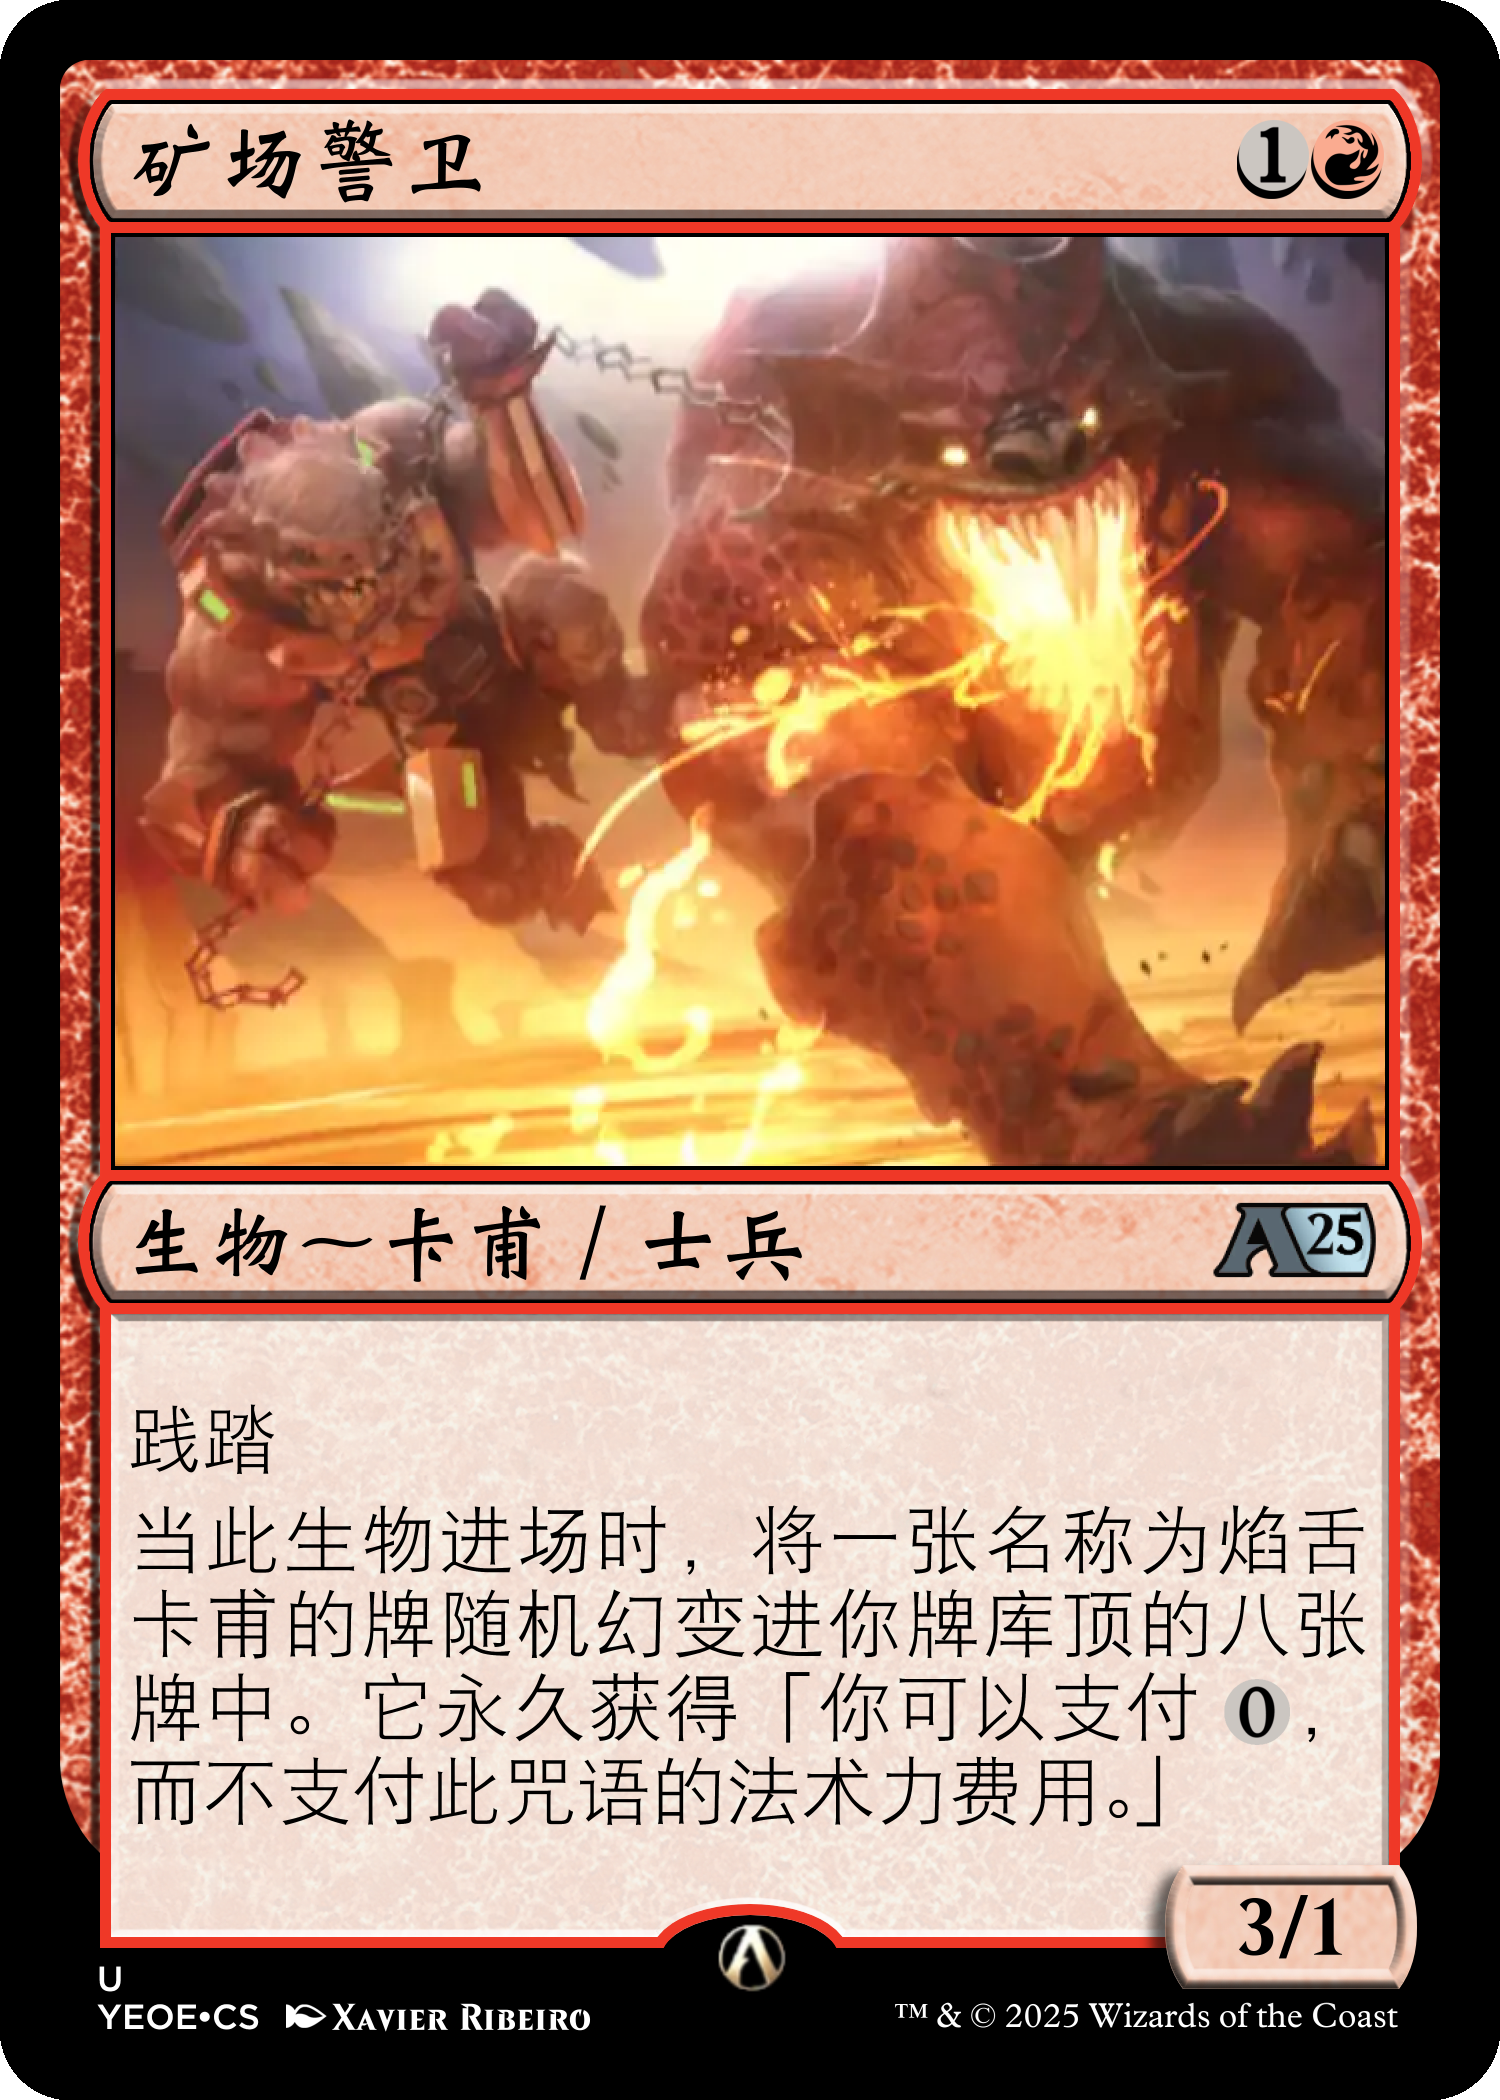 矿场警卫
1
生物～卡甫 / 士兵
A25
践踏
当此生物进场时，将一张名称为焰舌
卡甫的牌随机幻变进你牌库顶的八张
牌中。它永久获得「你可以支付 0，
而不支付此咒语的法术力费用。」
3/1
U
YEOE•CS XAVIER RIBEIRO
™ & © 2025 Wizards of the Coast